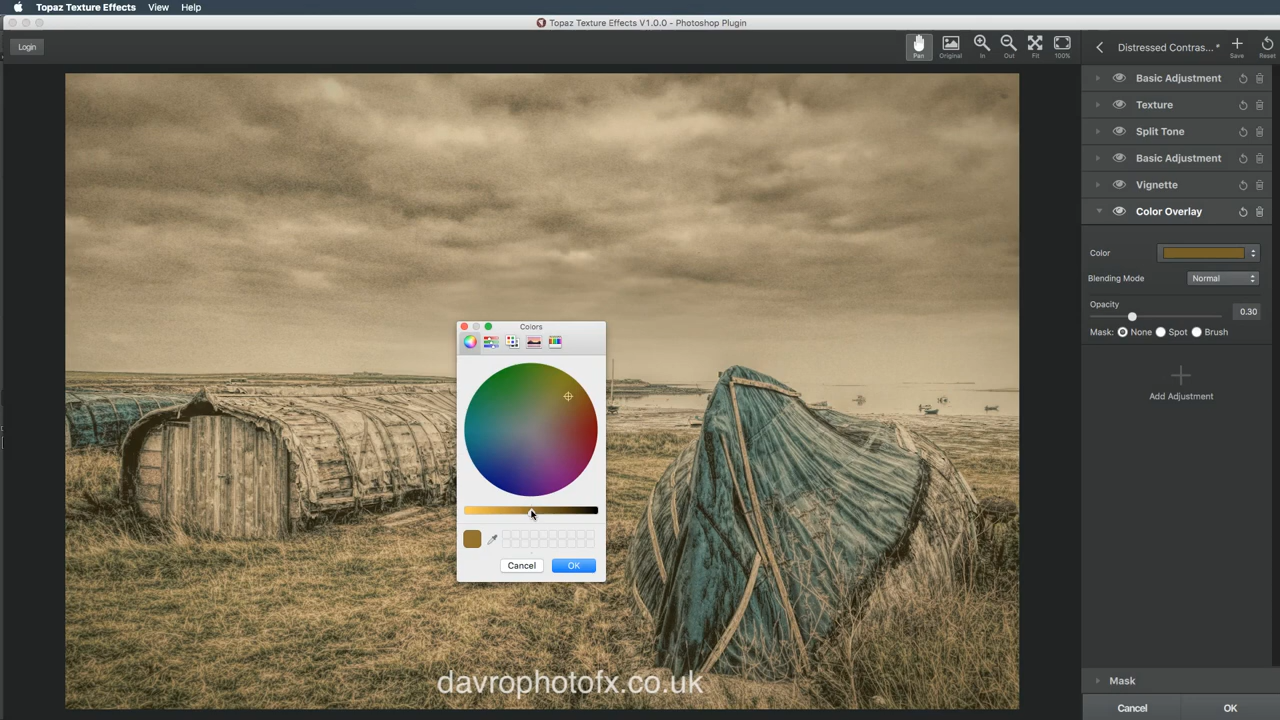 Topaz Texture Effects View Help
Topaz Texture Effects V1.0.0 - Photoshop Plugin
Login
Pan Original In Out Fit 100%
Distressed Contras... * Save Reset
Basic Adjustment
Texture
Split Tone
Basic Adjustment
Vignette
Color Overlay
Color
Blending Mode Normal
Opacity
0.30
Mask: None Spot Brush
Add Adjustment
Colors
Cancel OK
davrophotofx.co.uk
Mask
Cancel OK